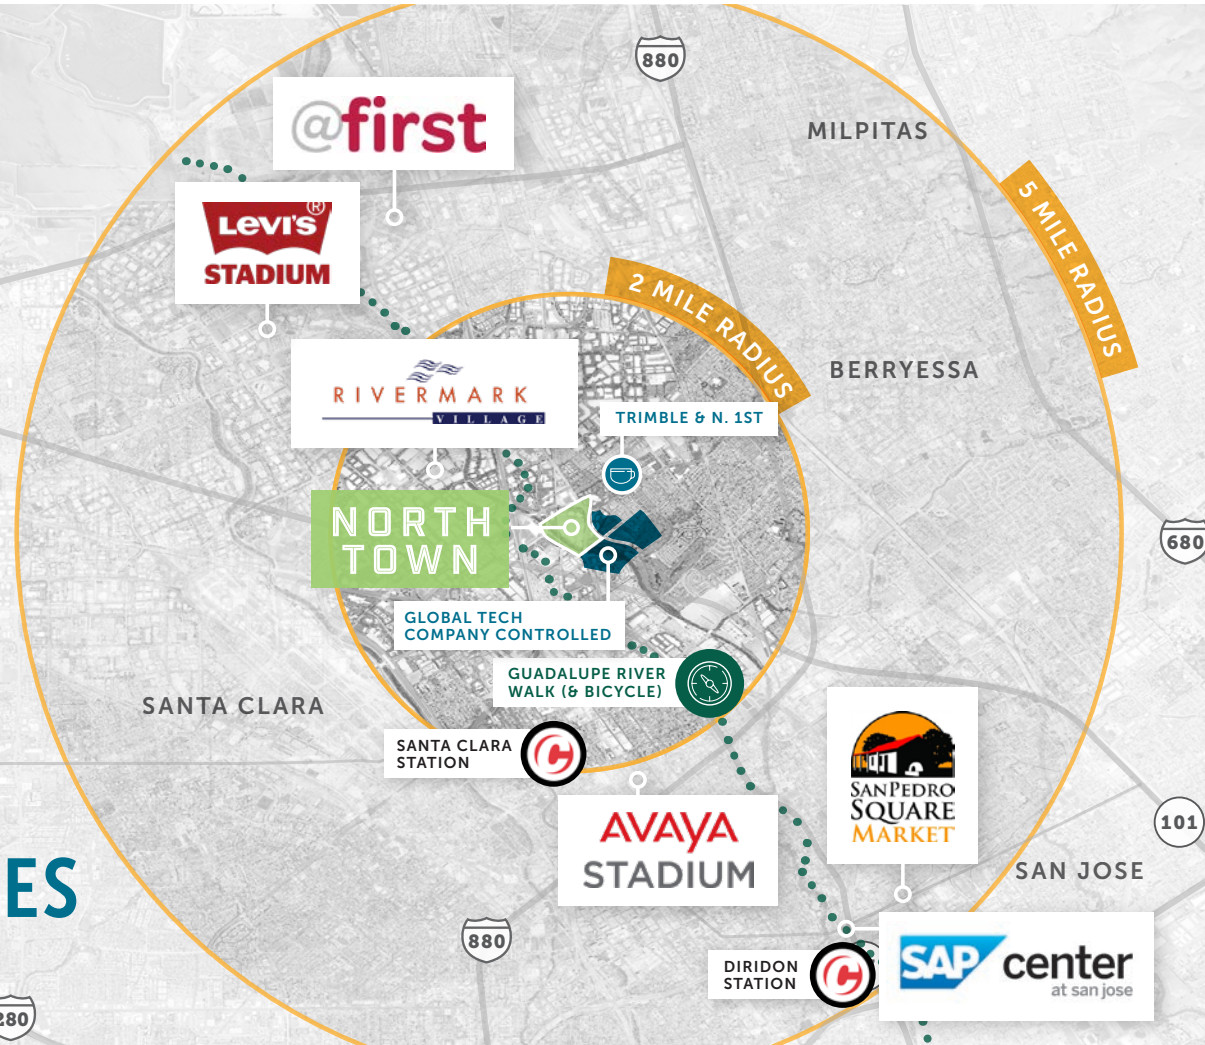 880
MILPITAS
@first
5 MILE RADIUS
LEVI'S®
STADIUM
2 MILE RADIUS
BERRYESSA
RIVERMARK
VILLAGE
TRIMBLE & N. 1ST
NORTH
TOWN
680
GLOBAL TECH
COMPANY CONTROLLED
GUADALUPE RIVER
WALK (& BICYCLE)
SANTA CLARA
SANTA CLARA
STATION
C
SAN PEDRO
SQUARE
MARKET
AVAYA
STADIUM
101
SAN JOSE
ES
880
SAP center
at san jose
DIRIDON
STATION
C
280